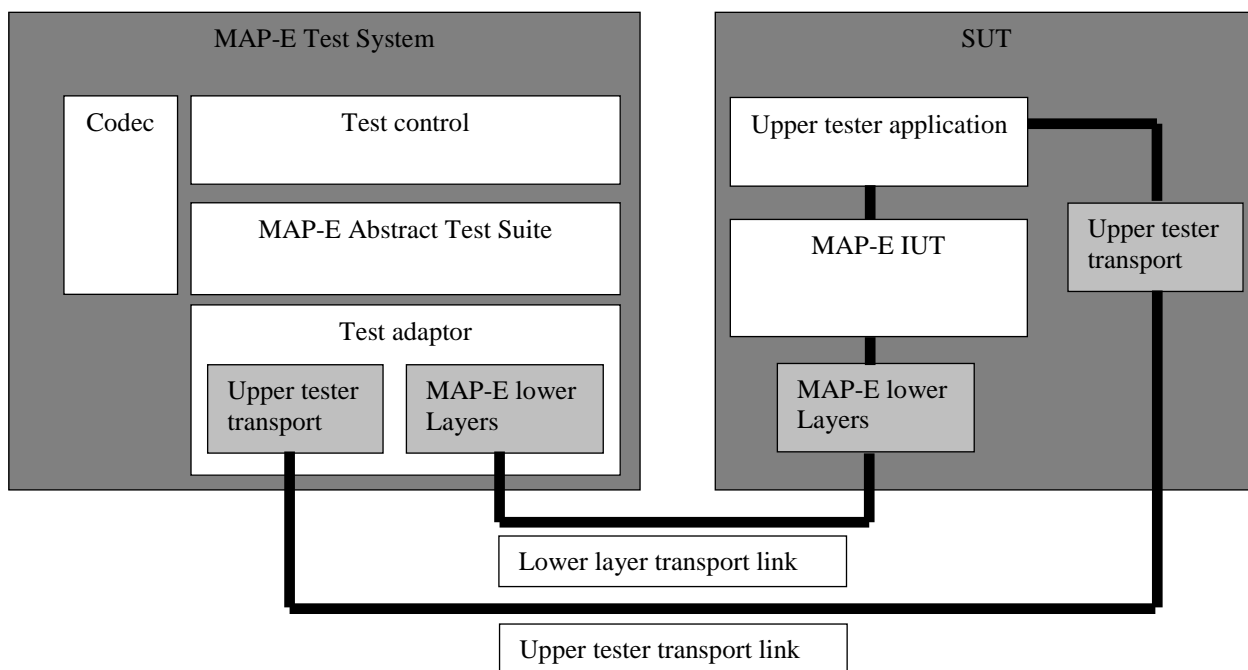 MAP-E Test System
SUT
Codec
Test control
Upper tester application
MAP-E Abstract Test Suite
MAP-E IUT
Upper tester
transport
Test adaptor
Upper tester
transport
MAP-E lower
Layers
MAP-E lower
Layers
Lower layer transport link
Upper tester transport link